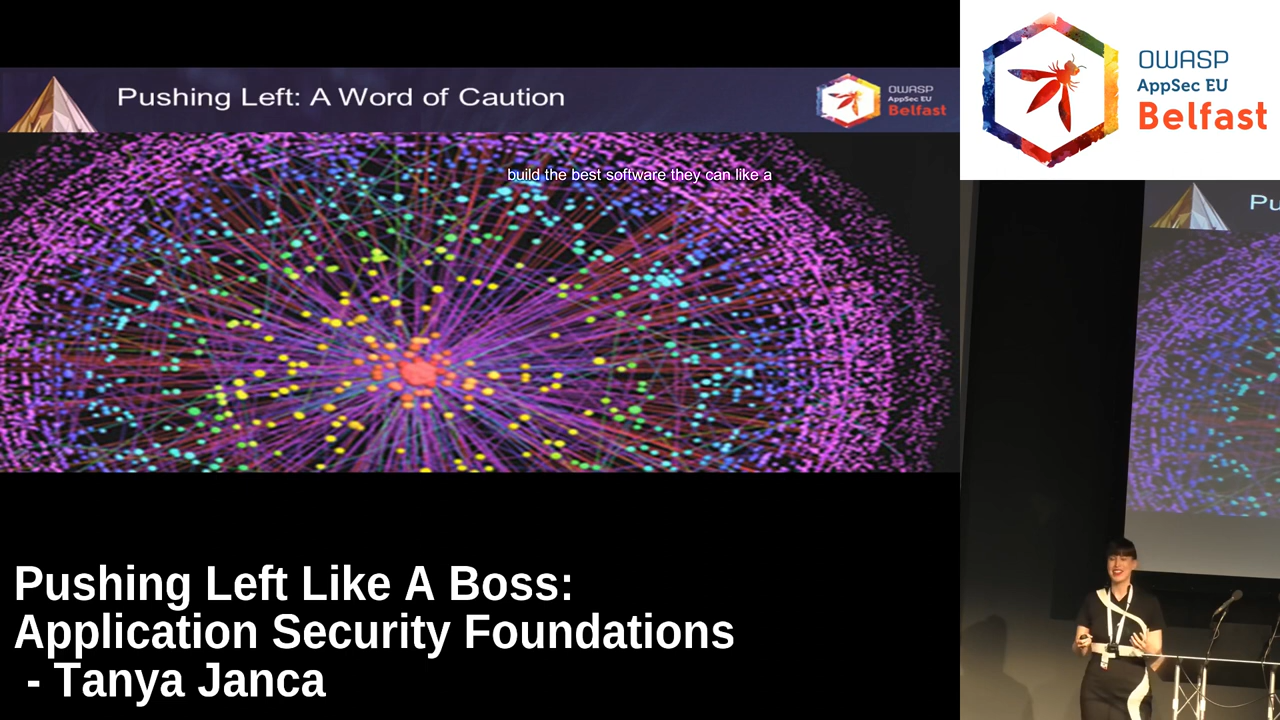 Pushing Left: A Word of Caution
OWASP
AppSec EU
Belfast
build the best software they can like a
OWASP
AppSec EU
Belfast
Pu
Pushing Left Like A Boss:
Application Security Foundations
- Tanya Janca